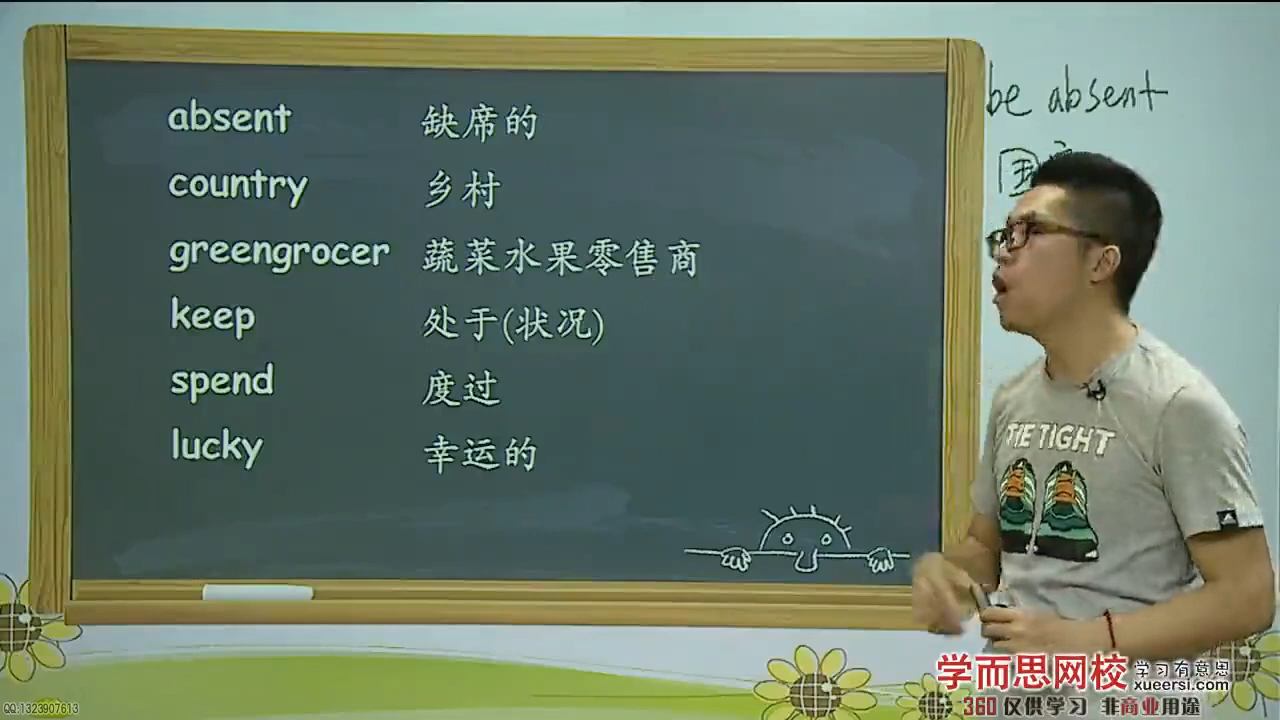 absent 缺席的
country 乡村
greengrocer 蔬菜水果零售商
keep 处于(状况)
spend 度过
lucky 幸运的
be absent
国
THE TIGHT
学而思网校 学习有意思
xueersi.com
360 仅供学习 非商业用途
QQ:1323907613